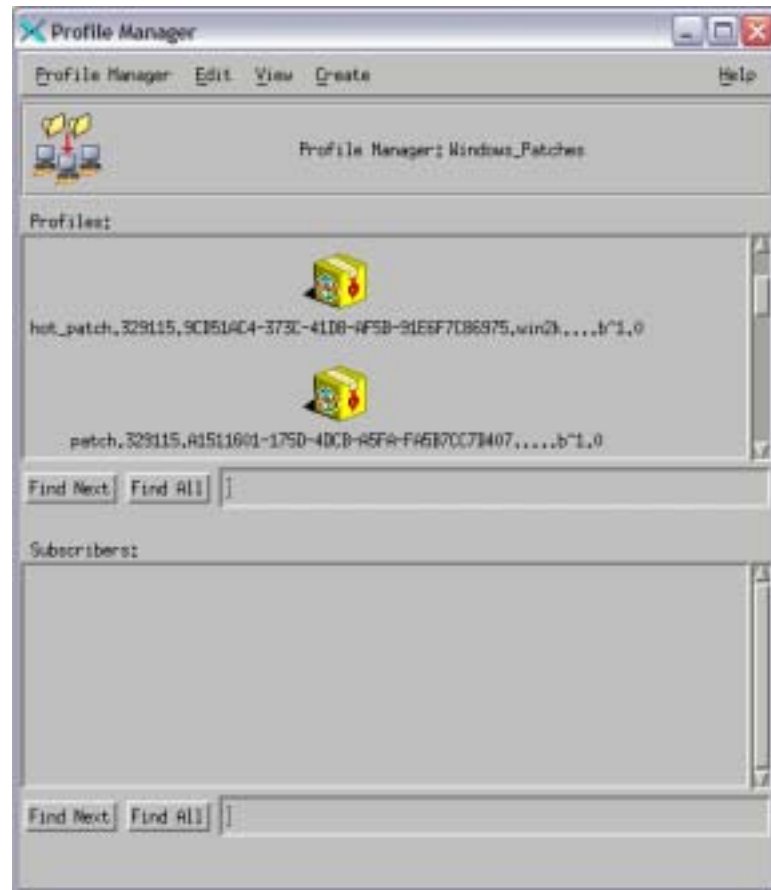 Profile Manager
Profile Manager Edit View Create Help
Profile Manager: Windows_Patches
Profiles:
hot_patch.329115.9CB51AC4-373C-41D8-AF5B-91E6F7C86975.win2k....b^1.0
patch.329115.A1511601-175D-4DCB-A5FA-FA5B7CC7B407.....b^1.0
Find Next Find All
Subscribers:
Find Next Find All